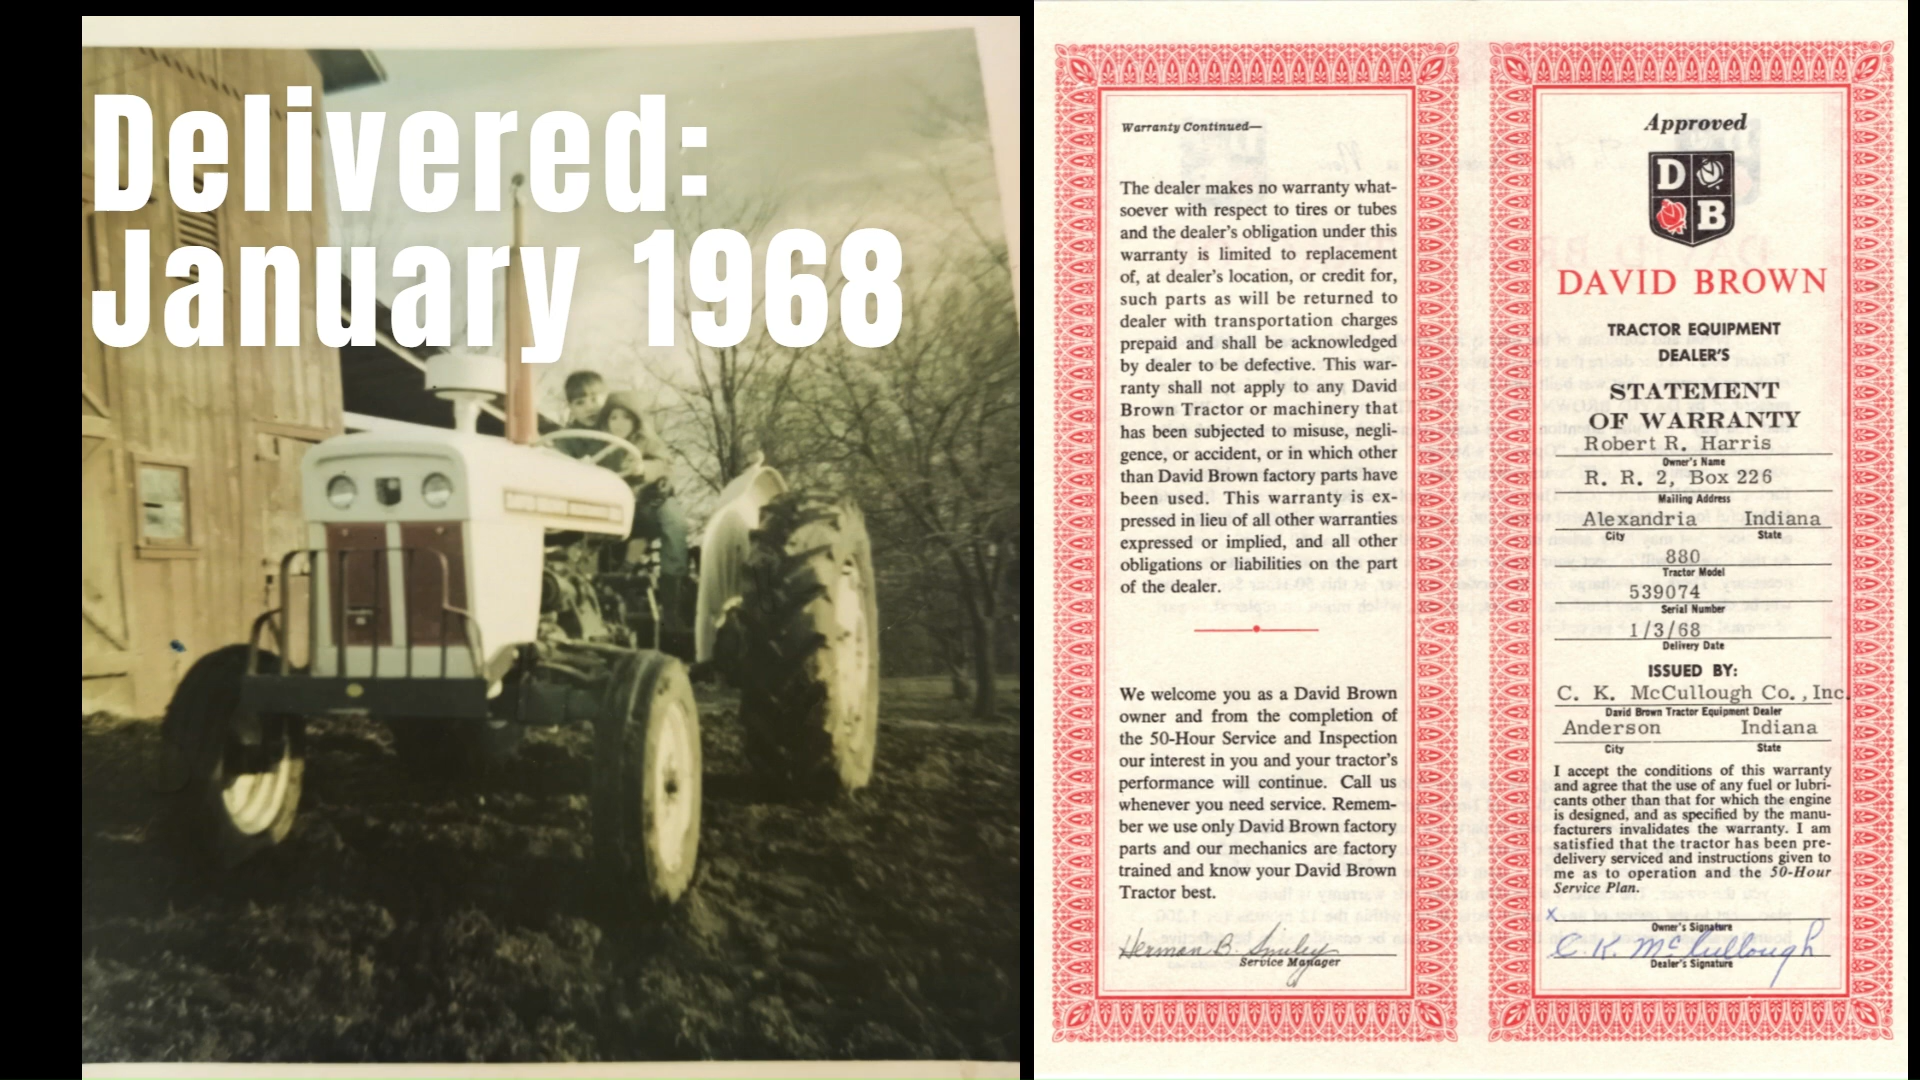 Delivered:
January 1968
Warranty Continued—
The dealer makes no warranty what-
soever with respect to tires or tubes
and the dealer's obligation under this
warranty is limited to replacement
of, at dealer's location, or credit for,
such parts as will be returned to
dealer with transportation charges
prepaid and shall be acknowledged
by dealer to be defective. This war-
ranty shall not apply to any David
Brown Tractor or machinery that
has been subjected to misuse, negli-
gence, or accident, or in which other
than David Brown factory parts have
been used. This warranty is ex-
pressed in lieu of all other warranties
expressed or implied, and all other
obligations or liabilities on the part
of the dealer.
We welcome you as a David Brown
owner and from the completion of
the 50-Hour Service and Inspection
our interest in you and your tractor's
performance will continue. Call us
whenever you need service. Remem-
ber we use only David Brown factory
parts and our mechanics are factory
trained and know your David Brown
Tractor best.
Herman B. Smiley
Service Manager
Approved
D
B
DAVID BROWN
TRACTOR EQUIPMENT
DEALER'S
STATEMENT
OF WARRANTY
Robert R. Harris
Owner's Name
R. R. 2, Box 226
Mailing Address
Alexandria Indiana
City State
880
Tractor Model
539074
Serial Number
1/3/68
Delivery Date
ISSUED BY:
C. K. McCullough Co., Inc.
David Brown Tractor Equipment Dealer
Anderson Indiana
City State
I accept the conditions of this warranty
and agree that the use of any fuel or lubri-
cants other than that for which the engine
is designed, and as specified by the manu-
facturers invalidates the warranty. I am
satisfied that the tractor has been pre-
delivery serviced and instructions given to
me as to operation and the 50-Hour
Service Plan.
x
Owner's Signature
C. K. McCullough
Dealer's Signature